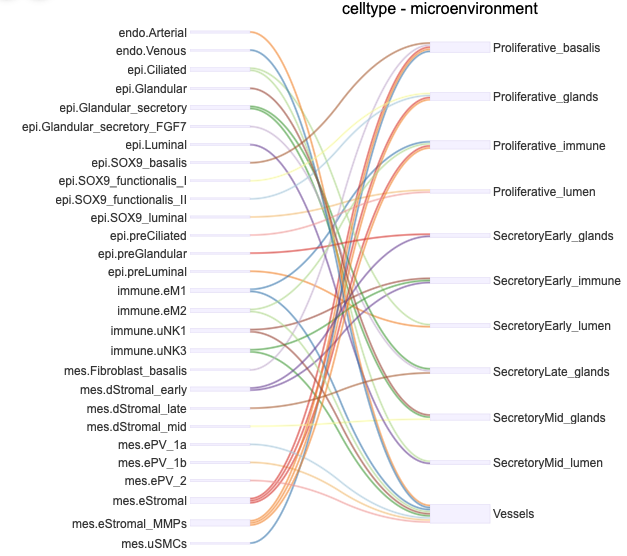 celltype - microenvironment
endo.Arterial
endo.Venous
epi.Ciliated
epi.Glandular
epi.Glandular_secretory
epi.Glandular_secretory_FGF7
epi.Luminal
epi.SOX9_basalis
epi.SOX9_functionalis_I
epi.SOX9_functionalis_II
epi.SOX9_luminal
epi.preCiliated
epi.preGlandular
epi.preLuminal
immune.eM1
immune.eM2
immune.uNK1
immune.uNK3
mes.Fibroblast_basalis
mes.dStromal_early
mes.dStromal_late
mes.dStromal_mid
mes.ePV_1a
mes.ePV_1b
mes.ePV_2
mes.eStromal
mes.eStromal_MMPs
mes.uSMCs
Proliferative_basalis
Proliferative_glands
Proliferative_immune
Proliferative_lumen
SecretoryEarly_glands
SecretoryEarly_immune
SecretoryEarly_lumen
SecretoryLate_glands
SecretoryMid_glands
SecretoryMid_lumen
Vessels